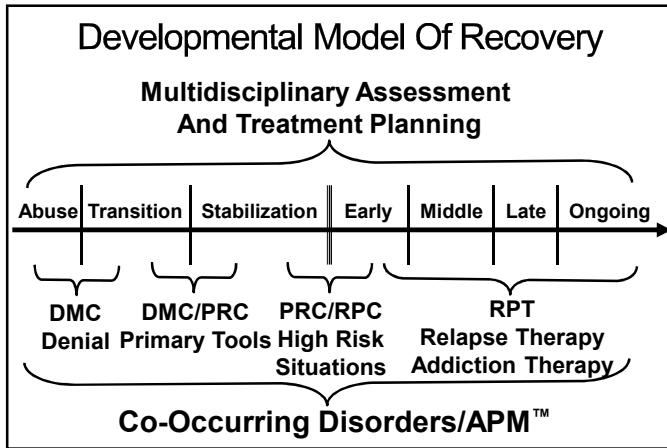 Developmental Model Of Recovery
Multidisciplinary Assessment
And Treatment Planning
Abuse Transition Stabilization Early Middle Late Ongoing
DMC
Denial
DMC/PRC
Primary Tools
PRC/RPC
High Risk
Situations
RPT
Relapse Therapy
Addiction Therapy
Co-Occurring Disorders/APM™